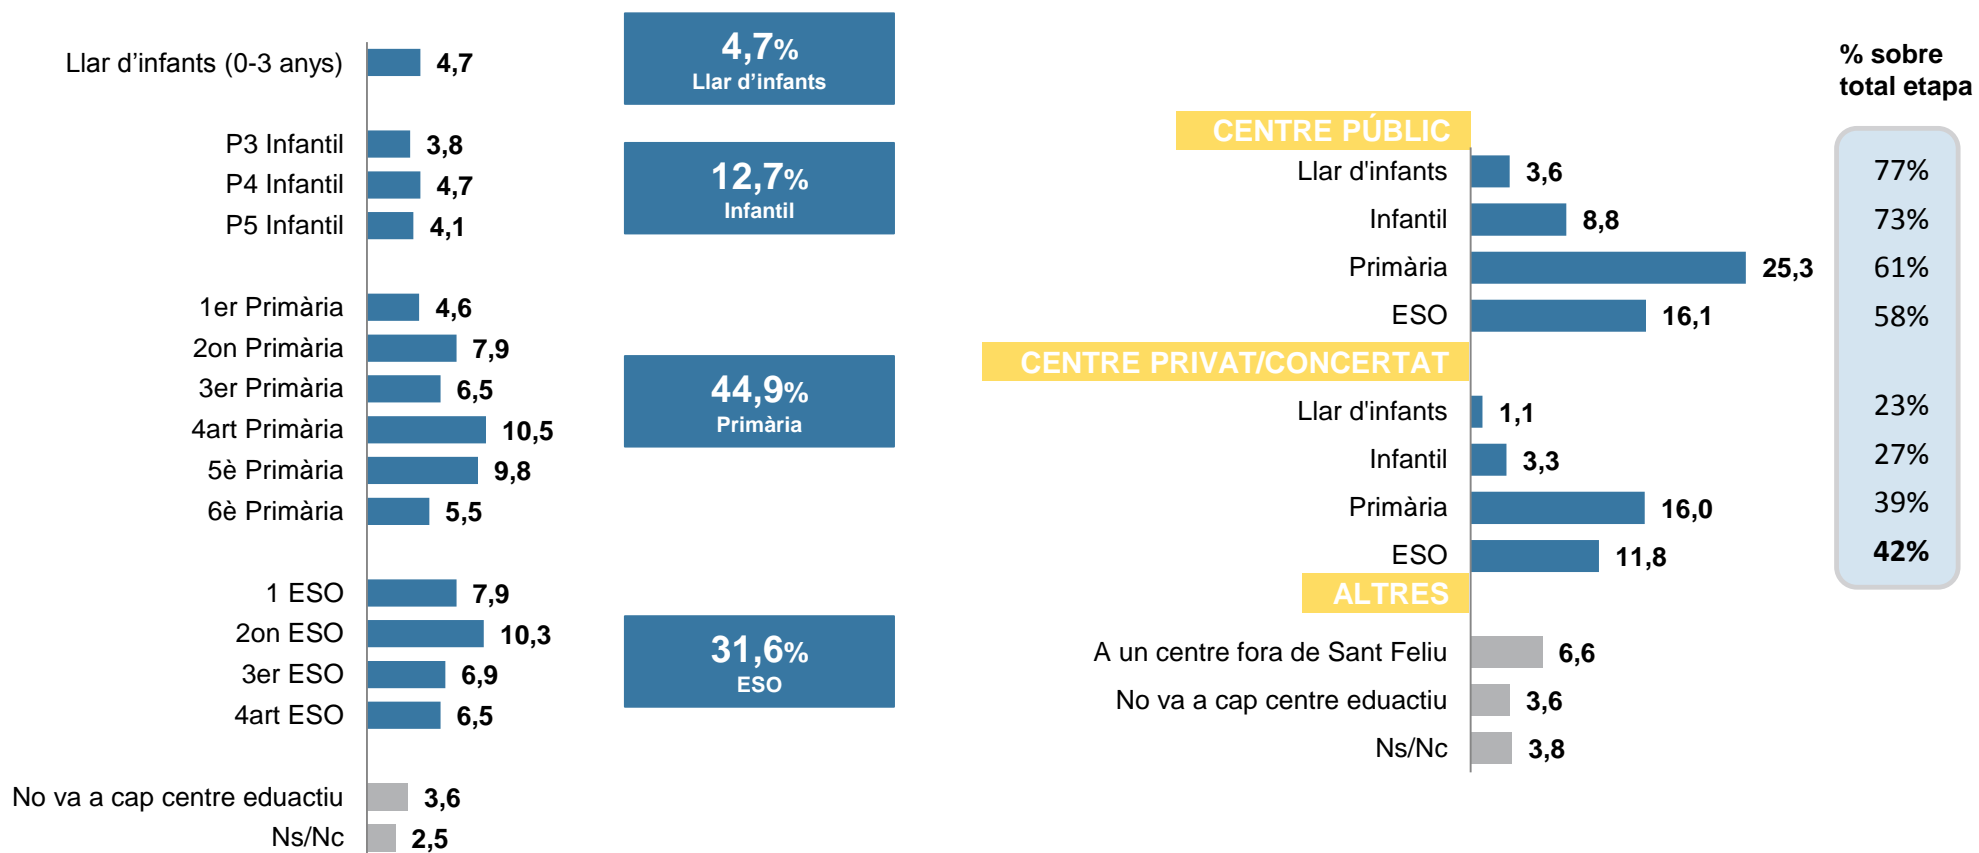 Llar d’infants (0-3 anys) 4,7
P3 Infantil 3,8
P4 Infantil 4,7
P5 Infantil 4,1
1er Primària 4,6
2on Primària 7,9
3er Primària 6,5
4art Primària 10,5
5è Primària 9,8
6è Primària 5,5
1 ESO 7,9
2on ESO 10,3
3er ESO 6,9
4art ESO 6,5
No va a cap centre eduactiu 3,6
Ns/Nc 2,5
4,7%
Llar d’infants
12,7%
Infantil
44,9%
Primària
31,6%
ESO
% sobre
total etapa
CENTRE PÚBLIC
Llar d'infants 3,6 77%
Infantil 8,8 73%
Primària 25,3 61%
ESO 16,1 58%
CENTRE PRIVAT/CONCERTAT
Llar d'infants 1,1 23%
Infantil 3,3 27%
Primària 16,0 39%
ESO 11,8 42%
ALTRES
A un centre fora de Sant Feliu 6,6
No va a cap centre eduactiu 3,6
Ns/Nc 3,8